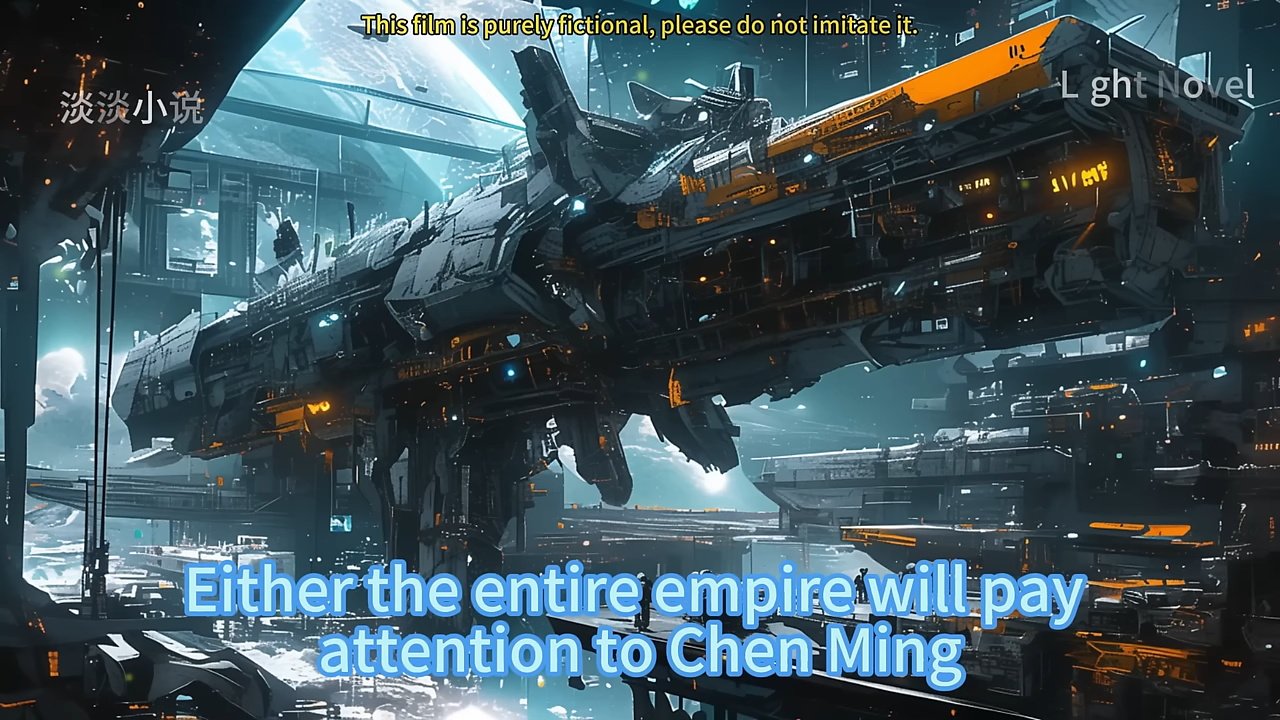 This film is purely fictional, please do not imitate it.
淡淡小说
Light Novel
Either the entire empire will pay
attention to Chen Ming